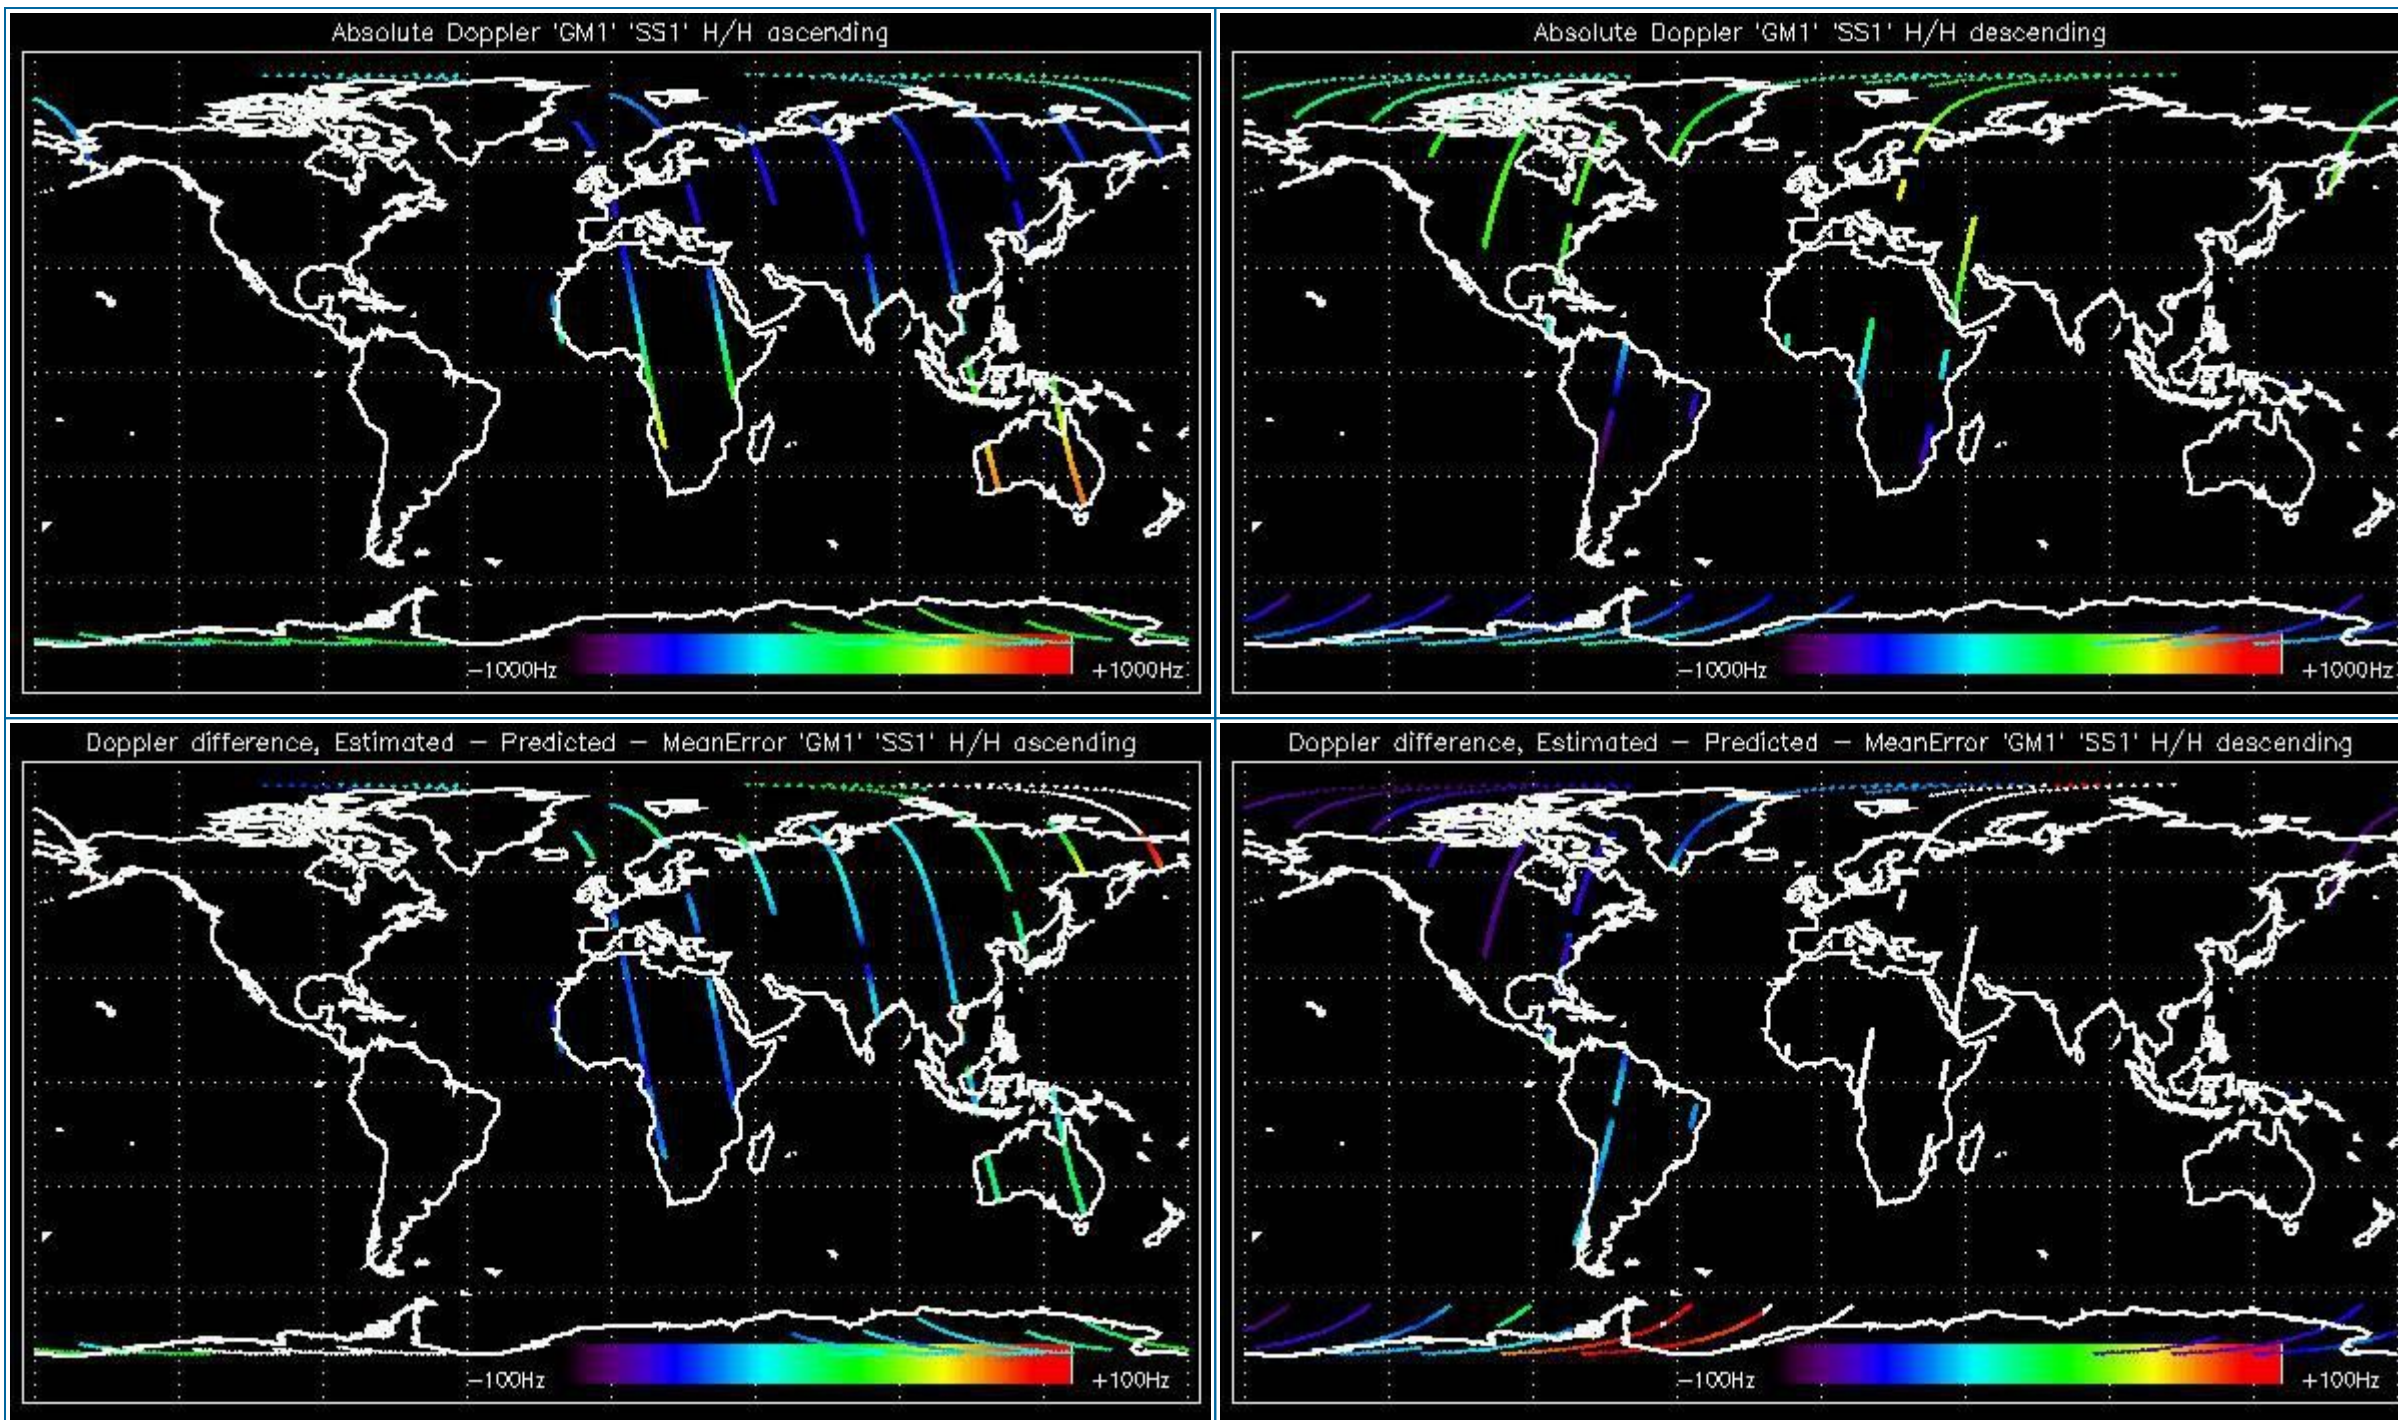 Absolute Doppler 'GM1' 'SS1' H/H ascending
-1000Hz
+1000Hz
Absolute Doppler 'GM1' 'SS1' H/H descending
-1000Hz
+1000Hz
Doppler difference, Estimated - Predicted - MeanError 'GM1' 'SS1' H/H ascending
-100Hz
+100Hz
Doppler difference, Estimated - Predicted - MeanError 'GM1' 'SS1' H/H descending
-100Hz
+100Hz